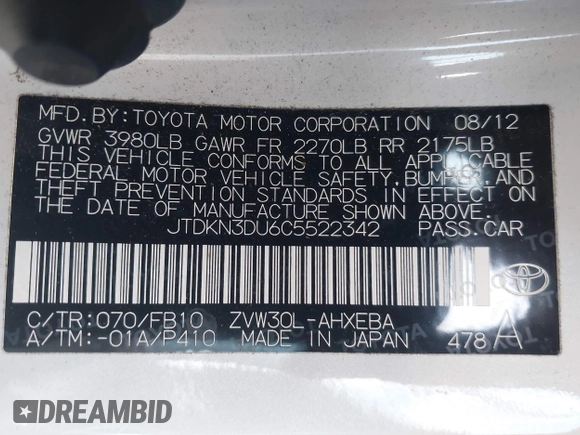 MFD. BY: TOYOTA MOTOR CORPORATION 08/12
GVWR 3980LB GAWR FR 2270LB RR 2175LB
THIS VEHICLE CONFORMS TO ALL APPLICABLE
FEDERAL MOTOR VEHICLE SAFETY, BUMPER, AND
THEFT PREVENTION STANDARDS IN EFFECT ON
THE DATE OF MANUFACTURE SHOWN ABOVE.
JTDKN3DU6C5522342 PASS.CAR
C/TR:070/FB10 ZVW30L-AHXEBA
A/TM:-01A/P410 MADE IN JAPAN 478 A
DREAMBID